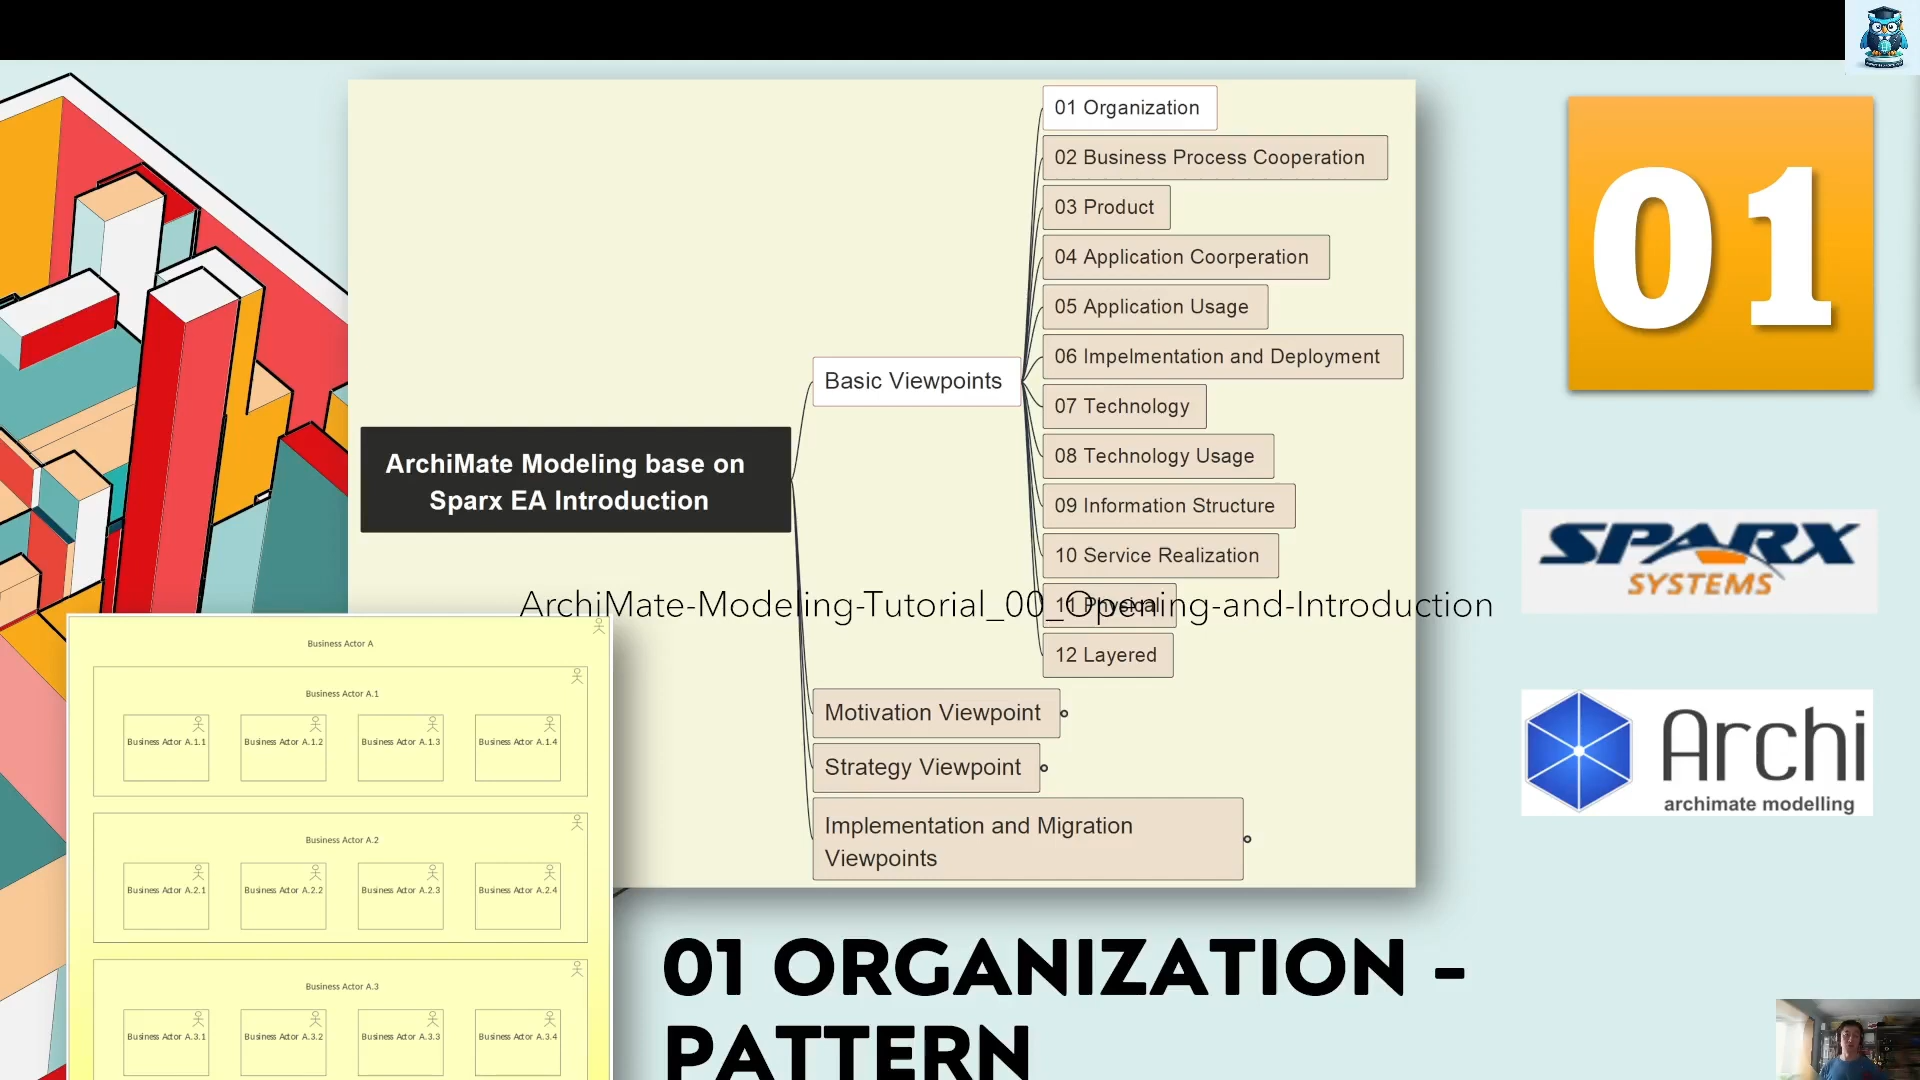 01 Organization
02 Business Process Cooperation
03 Product
04 Application Coorperation
05 Application Usage
06 Impelmentation and Deployment
07 Technology
08 Technology Usage
09 Information Structure
10 Service Realization
11 Physical
12 Layered
Basic Viewpoints
ArchiMate Modeling base on
Sparx EA Introduction
Motivation Viewpoint
Strategy Viewpoint
Implementation and Migration
Viewpoints
ArchiMate-Modeling-Tutorial_00_Opening-and-Introduction
01
SPARX
SYSTEMS
Archi
archimate modelling
Business Actor A
Business Actor A.1
Business Actor A.1.1
Business Actor A.1.2
Business Actor A.1.3
Business Actor A.1.4
Business Actor A.2
Business Actor A.2.1
Business Actor A.2.2
Business Actor A.2.3
Business Actor A.2.4
Business Actor A.3
Business Actor A.3.1
Business Actor A.3.2
Business Actor A.3.3
Business Actor A.3.4
01 ORGANIZATION –
PATTERN